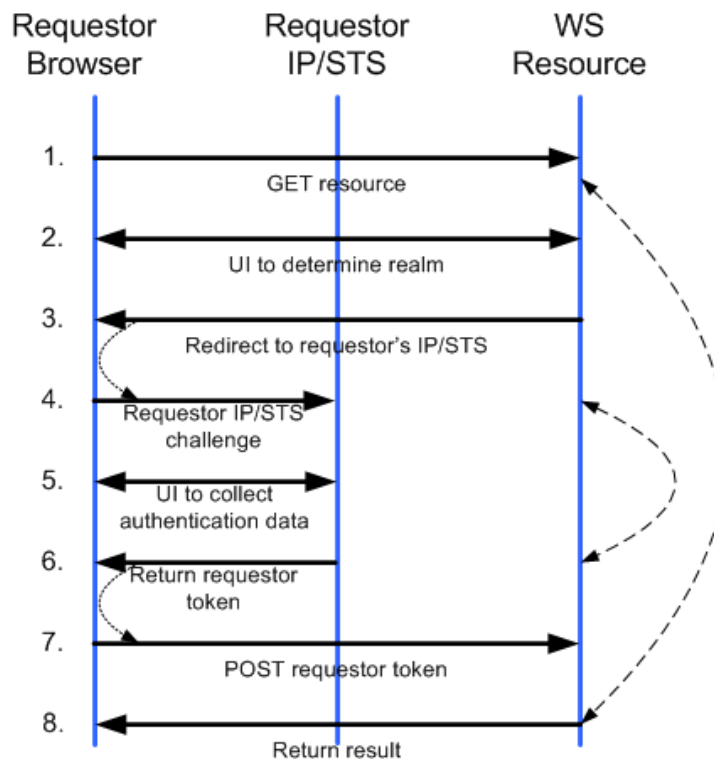 Requestor Browser
Requestor IP/STS
WS Resource
1.
GET resource
2.
UI to determine realm
3.
Redirect to requestor's IP/STS
4.
Requestor IP/STS
challenge
5.
UI to collect
authentication data
6.
Return requestor
token
7.
POST requestor token
8.
Return result